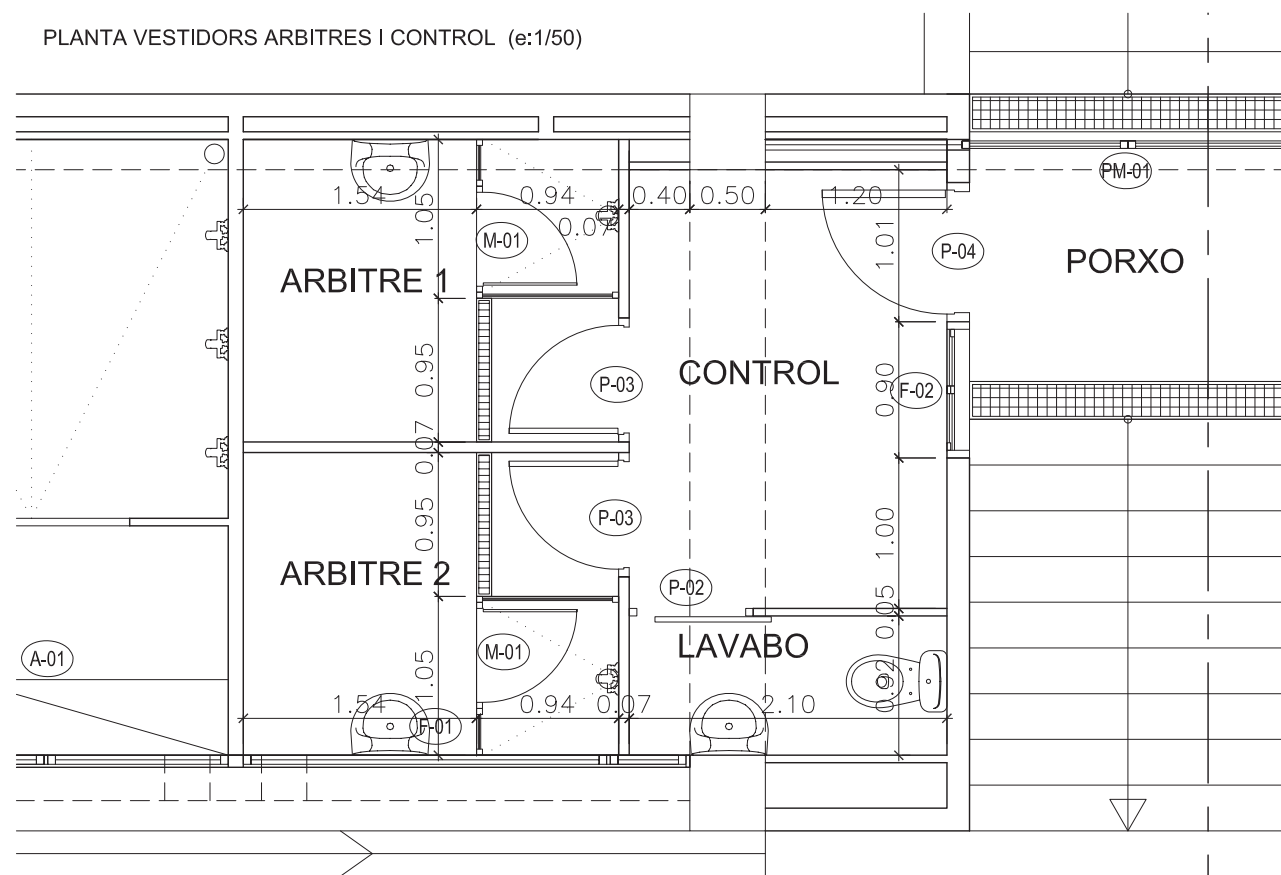 PLANTA VESTIDORS ARBITRES I CONTROL (e:1/50)
PM-01
1.54 0.94 0.40 0.50 1.20
1.05
0.07
M-01
1.01
P-04
PORXO
ARBITRE 1
0.95
P-03
CONTROL
0.90
F-02
0.07
0.95
P-03
1.00
ARBITRE 2
P-02
0.05
A-01
M-01
LAVABO
1.05
0.92
1.54 0.94 0.07 2.10
F-01